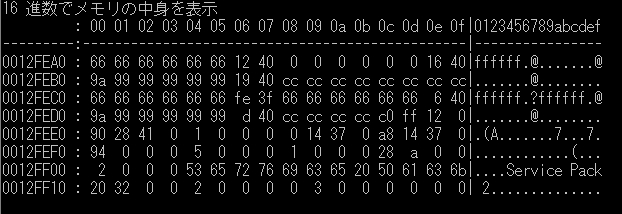 16 進数でメモリの中身を表示
         : 00 01 02 03 04 05 06 07 08 09 0a 0b 0c 0d 0e 0f|0123456789abcdef
---------:------------------------------------------------|----------------
0012FEA0 : 66 66 66 66 66 66 12 40  0  0  0  0  0  0 16 40|ffffff.@.......@
0012FEB0 : 9a 99 99 99 99 99 19 40 cc cc cc cc cc cc cc cc|.......@........
0012FEC0 : 66 66 66 66 66 66 fe 3f 66 66 66 66 66 66  6 40|ffffff.?ffffff.@
0012FED0 : 9a 99 99 99 99 99  d 40 cc cc cc cc c0 ff 12  0|.......@........
0012FEE0 : 90 28 41  0  1  0  0  0 14 37  0 a8 14 37  0|.(A.......7...7.
0012FEF0 : 94  0  0  0  5  0  0  0  1  0  0  0 28  a  0  0|............(...
0012FF00 :  2  0  0  0 53 65 72 76 69 63 65 20 50 61 63 6b|....Service Pack
0012FF10 : 20 32  0  0  2  0  0  0  0  3  0  0  0  0| 2..............